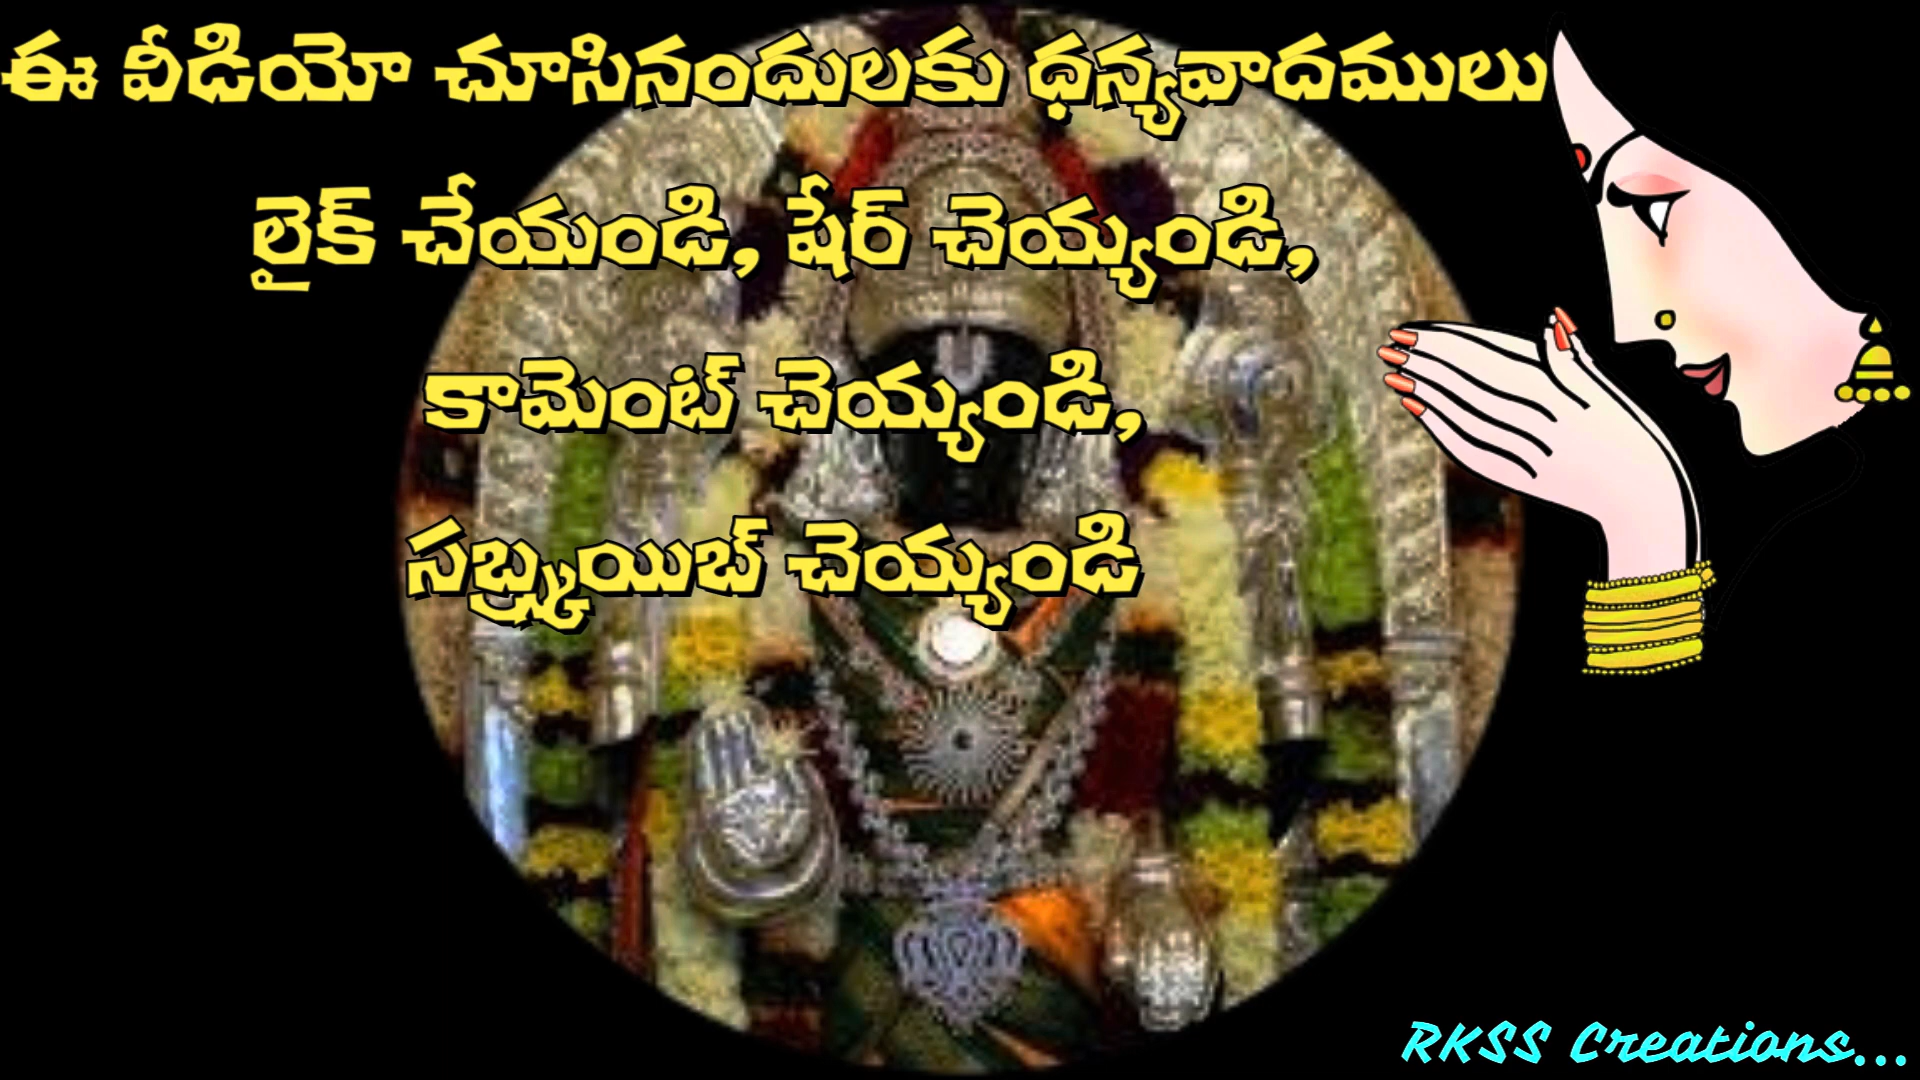 ఈ వీడియో చూసినందులకు ధన్యవాదములు
లైక్ చేయండి, షేర్ చెయ్యండి,
కామెంట్ చెయ్యండి,
సబ్స్క్రయిబ్ చెయ్యండి
RKSS Creations...